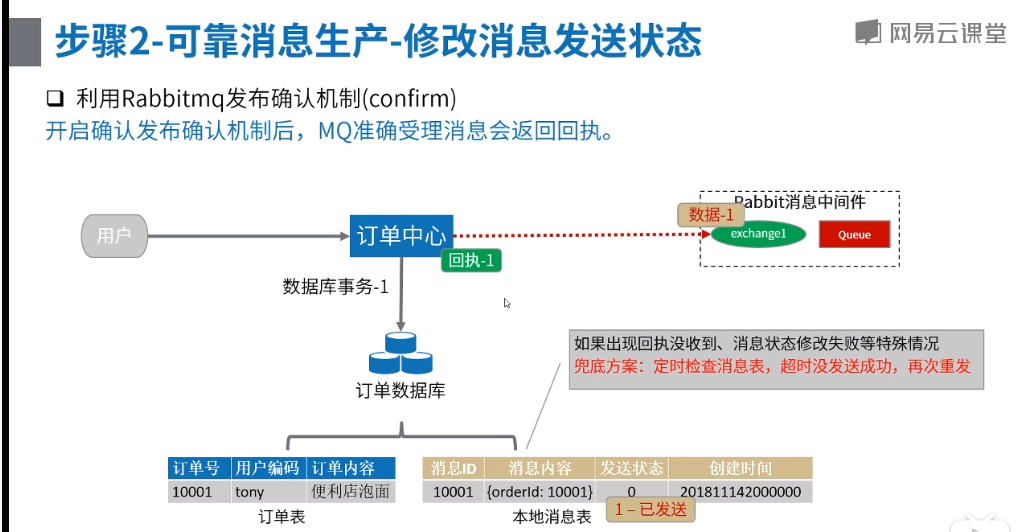 步骤2-可靠消息生产-修改消息发送状态
网易云课堂
❑ 利用Rabbitmq发布确认机制(confirm)
开启确认发布确认机制后，MQ准确受理消息会返回回执。
Rabbit消息中间件
数据-1
用户
订单中心
exchange1
Queue
回执-1
数据库事务-1
如果出现回执没收到、消息状态修改失败等特殊情况
兜底方案：定时检查消息表，超时没发送成功，再次重发
订单数据库
订单号 用户编码 订单内容
10001 tony 便利店泡面
订单表
消息ID 消息内容 发送状态 创建时间
10001 {orderId: 10001} 0 201811142000000
1 – 已发送
本地消息表